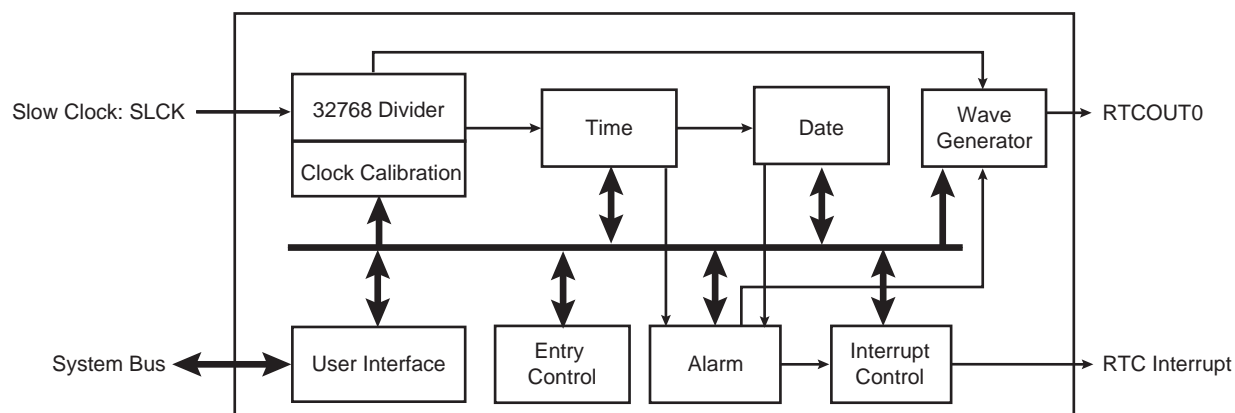 Slow Clock: SLCK
32768 Divider
Clock Calibration
Time
Date
Wave
Generator
RTCOUT0
System Bus
User Interface
Entry
Control
Alarm
Interrupt
Control
RTC Interrupt